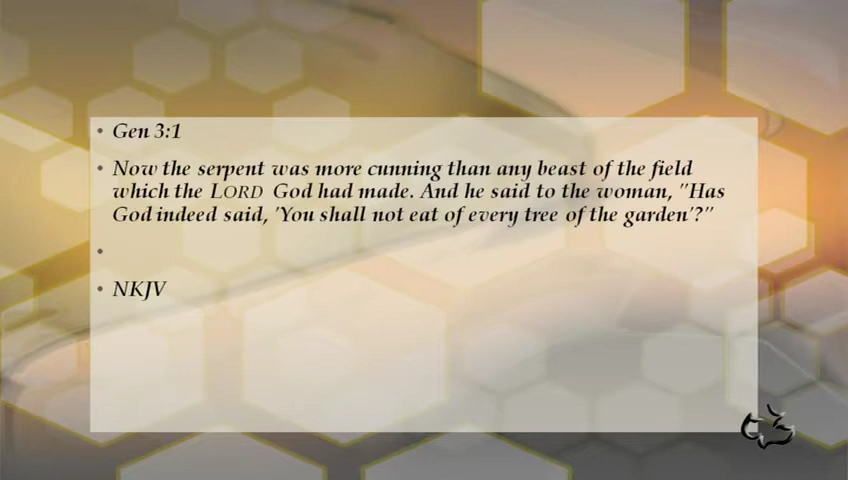 • Gen 3:1
• Now the serpent was more cunning than any beast of the field
which the LORD God had made. And he said to the woman, "Has
God indeed said, 'You shall not eat of every tree of the garden'?"
•
• NKJV